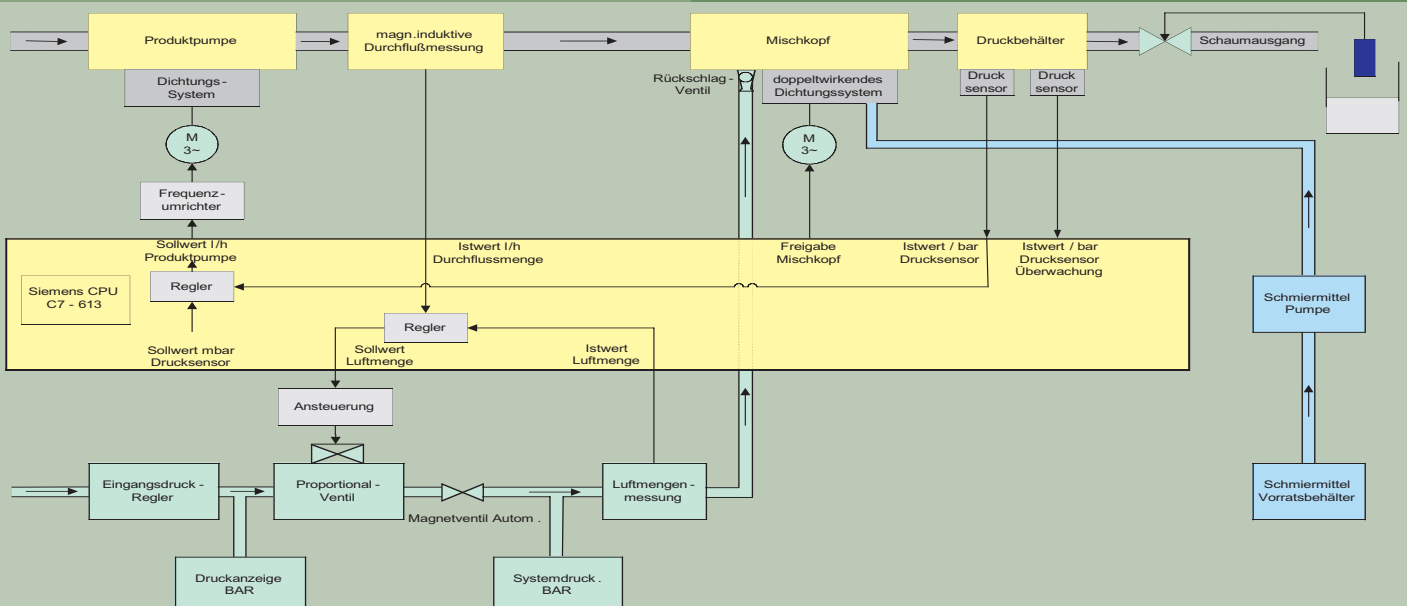 Produktpumpe
magn.induktive
Durchflußmessung
Mischkopf
Druckbehälter
Schaumausgang
Dichtungs-
System
Rückschlag-
Ventil
doppeltwirkendes
Dichtungssystem
Druck
sensor
Druck
sensor
M
3~
M
3~
Frequenz-
umrichter
Sollwert l/h
Produktpumpe
Istwert l/h
Durchflussmenge
Freigabe
Mischkopf
Istwert / bar
Drucksensor
Istwert / bar
Drucksensor
Überwachung
Siemens CPU
C7 - 613
Regler
Schmiermittel
Pumpe
Regler
Sollwert mbar
Drucksensor
Sollwert
Luftmenge
Istwert
Luftmenge
Ansteuerung
Eingangsdruck -
Regler
Proportional -
Ventil
Magnetventil Autom .
Luftmengen -
messung
Schmiermittel
Vorratsbehälter
Druckanzeige
BAR
Systemdruck .
BAR